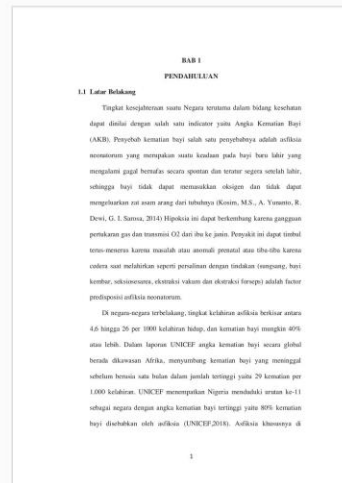 BAB 1
PENDAHULUAN
1.1 Latar Belakang
Tingkat kesejahteraan suatu Negara terutama dalam bidang kesehatan
dapat dinilai dengan salah satu indicator yaitu Angka Kematian Bayi
(AKB). Penyebab kematian bayi salah satu penyebabnya adalah asfiksia
neonatorum yang merupakan suatu keadaan pada bayi baru lahir yang
mengalami gagal bernafas secara spontan dan teratur segera setelah lahir,
sehingga bayi tidak dapat memasukkan oksigen dan tidak dapat
mengeluarkan zat asam arang dari tubuhnya (Kosim, M.S., A. Yunanto, R.
Dewi, G. I. Sarosa, 2014) Hipoksia ini dapat berkembang karena gangguan
pertukaran gas dan transmisi O2 dari ibu ke janin. Penyakit ini dapat timbul
terus-menerus karena masalah atau anomali prenatal atau tiba-tiba karena
cedera saat melahirkan seperti persalinan dengan tindakan (sungsang, bayi
kembar, seksiosesarea, ekstraksi vakum dan ekstraksi forseps) adalah factor
predisposisi asfiksia neonatorum.
Di negara-negara terbelakang, tingkat kelahiran asfiksia berkisar antara
4,6 hingga 26 per 1000 kelahiran hidup, dan kematian bayi mungkin 40%
atau lebih. Dalam laporan UNICEF angka kematian bayi secara global
berada dikawasan Afrika, menyumbang kematian bayi yang meninggal
sebelum berusia satu bulan dalam jumlah tertinggi yaitu 29 kematian per
1.000 kelahiran. UNICEF menempatkan Nigeria menduduki urutan ke-11
sebagai negara dengan angka kematian bayi tertinggi yaitu 80% kematian
bayi disebabkan oleh asfiksia (UNICEF,2018). Asfiksia khususnya di
1